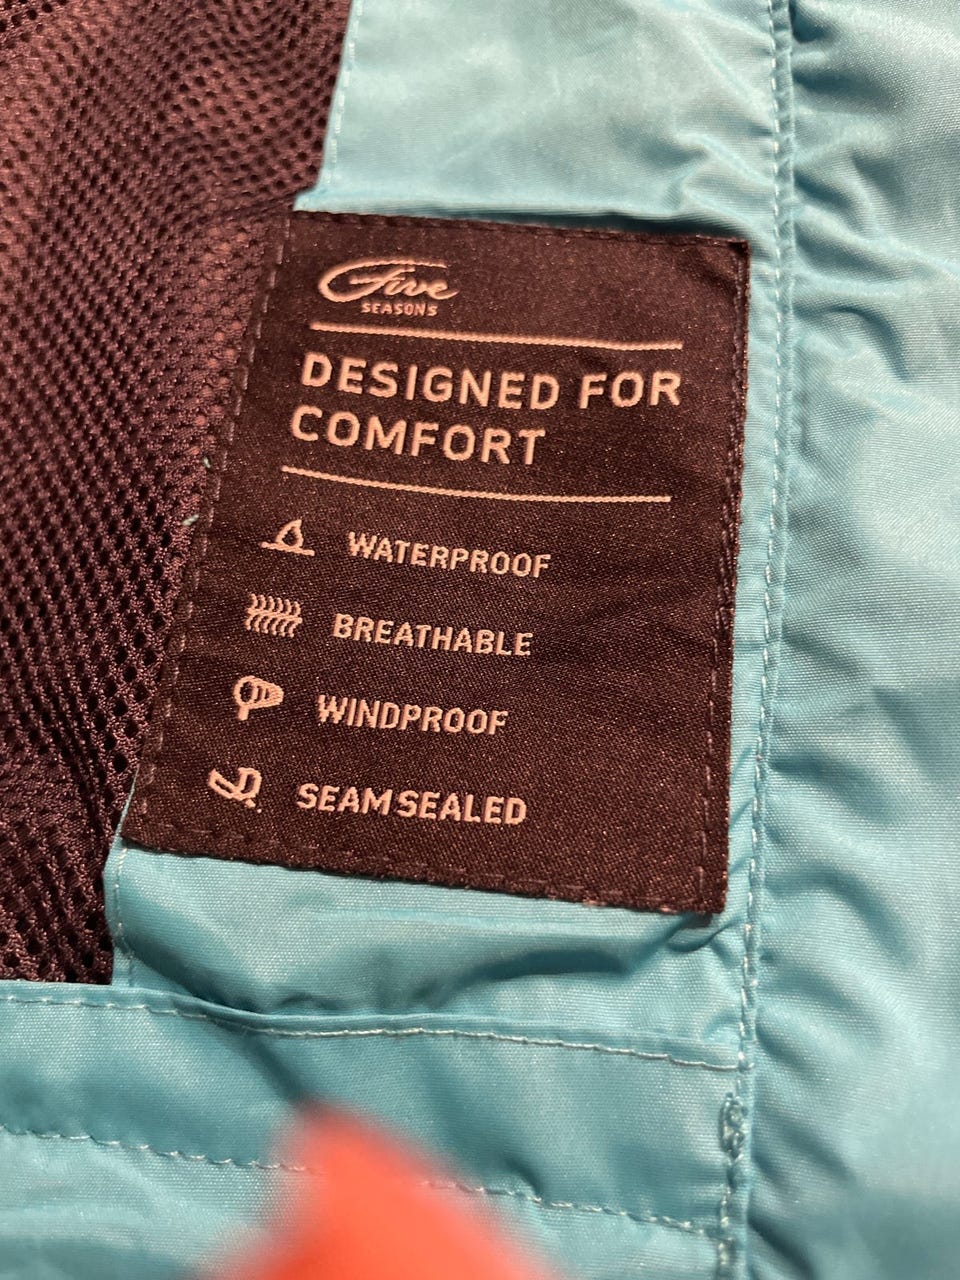 Five
SEASONS
DESIGNED FOR
COMFORT
WATERPROOF
BREATHABLE
WINDPROOF
SEAMSEALED